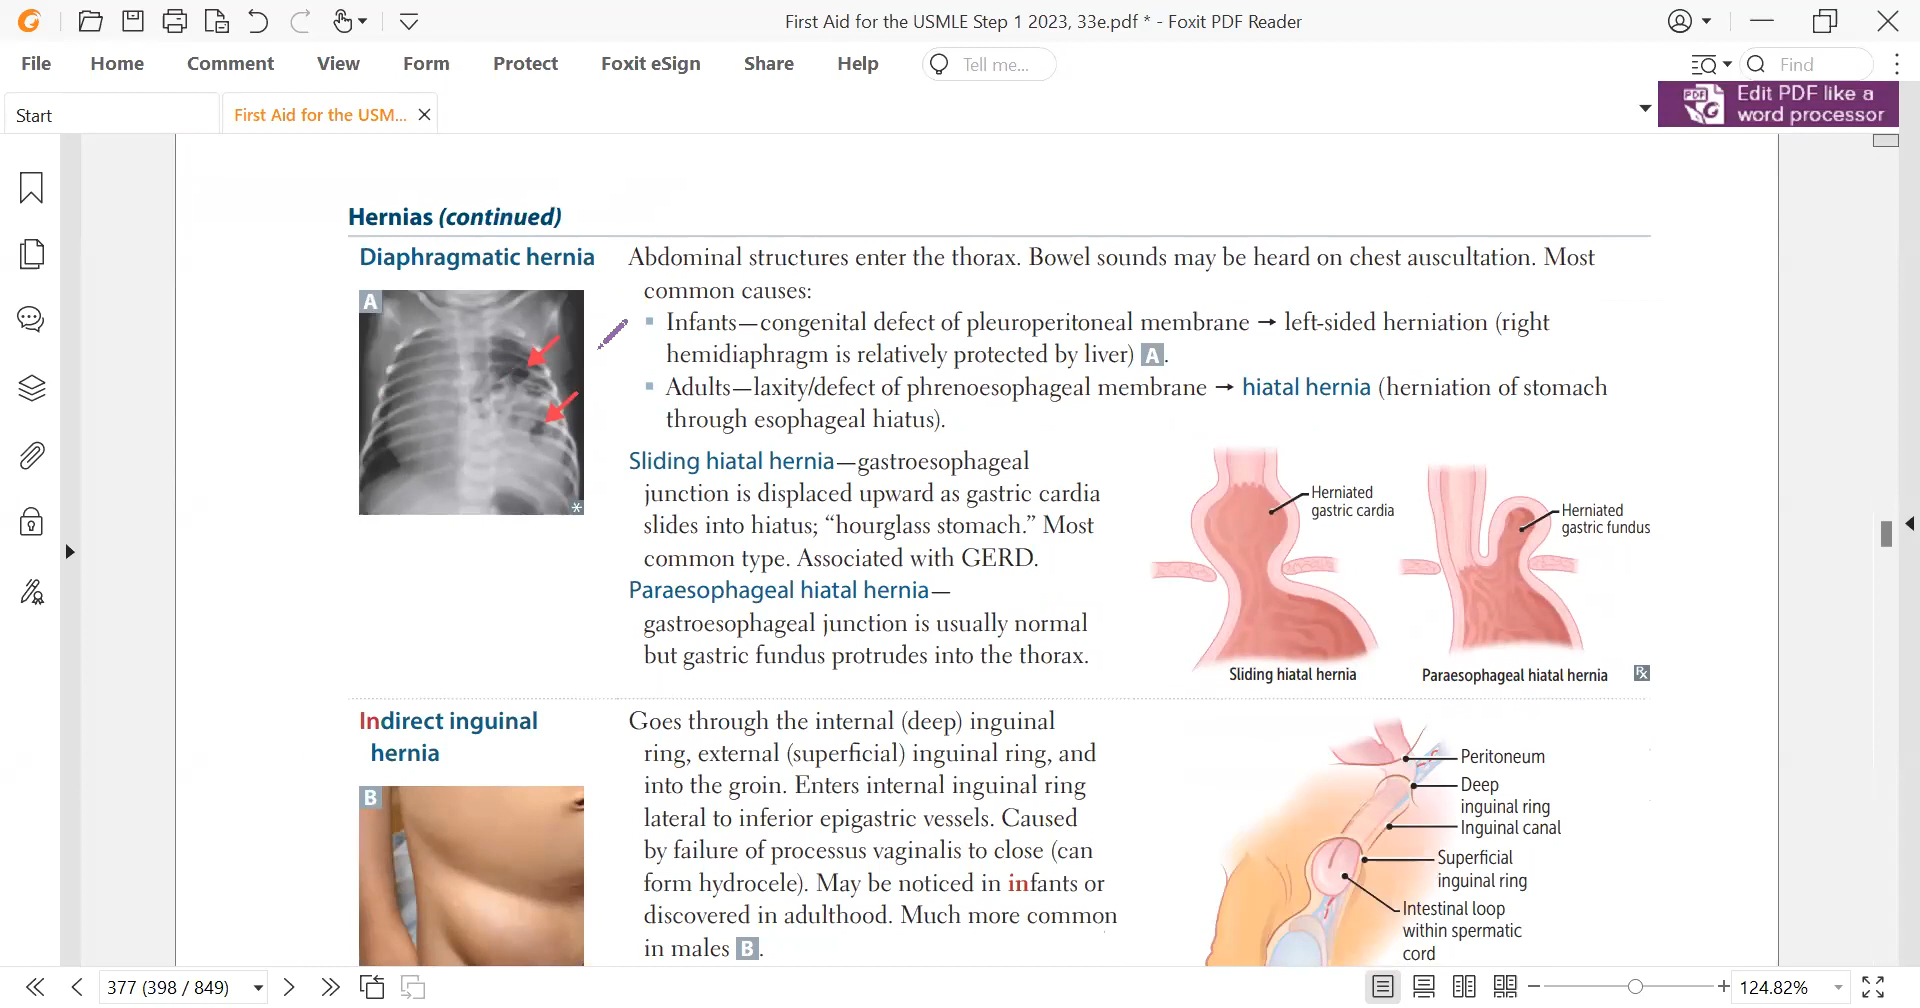 First Aid for the USMLE Step 1 2023, 33e.pdf * - Foxit PDF Reader
File Home Comment View Form Protect Foxit eSign Share Help Tell me... Find
Start First Aid for the USM... Edit PDF like a
word processor
Hernias (continued)
Diaphragmatic hernia
A
*
Abdominal structures enter the thorax. Bowel sounds may be heard on chest auscultation. Most
common causes:
▪ Infants—congenital defect of pleuroperitoneal membrane → left-sided herniation (right
hemidiaphragm is relatively protected by liver) A.
▪ Adults—laxity/defect of phrenoesophageal membrane → hiatal hernia (herniation of stomach
through esophageal hiatus).
Sliding hiatal hernia—gastroesophageal
junction is displaced upward as gastric cardia
slides into hiatus; “hourglass stomach.” Most
common type. Associated with GERD.
Paraesophageal hiatal hernia—
gastroesophageal junction is usually normal
but gastric fundus protrudes into the thorax.
Herniated
gastric cardia
Sliding hiatal hernia
Herniated
gastric fundus
Paraesophageal hiatal hernia
Rx
Indirect inguinal
hernia
B
Goes through the internal (deep) inguinal
ring, external (superficial) inguinal ring, and
into the groin. Enters internal inguinal ring
lateral to inferior epigastric vessels. Caused
by failure of processus vaginalis to close (can
form hydrocele). May be noticed in infants or
discovered in adulthood. Much more common
in males B.
Peritoneum
Deep
inguinal ring
Inguinal canal
Superficial
inguinal ring
Intestinal loop
within spermatic
cord
377 (398 / 849) 124.82%